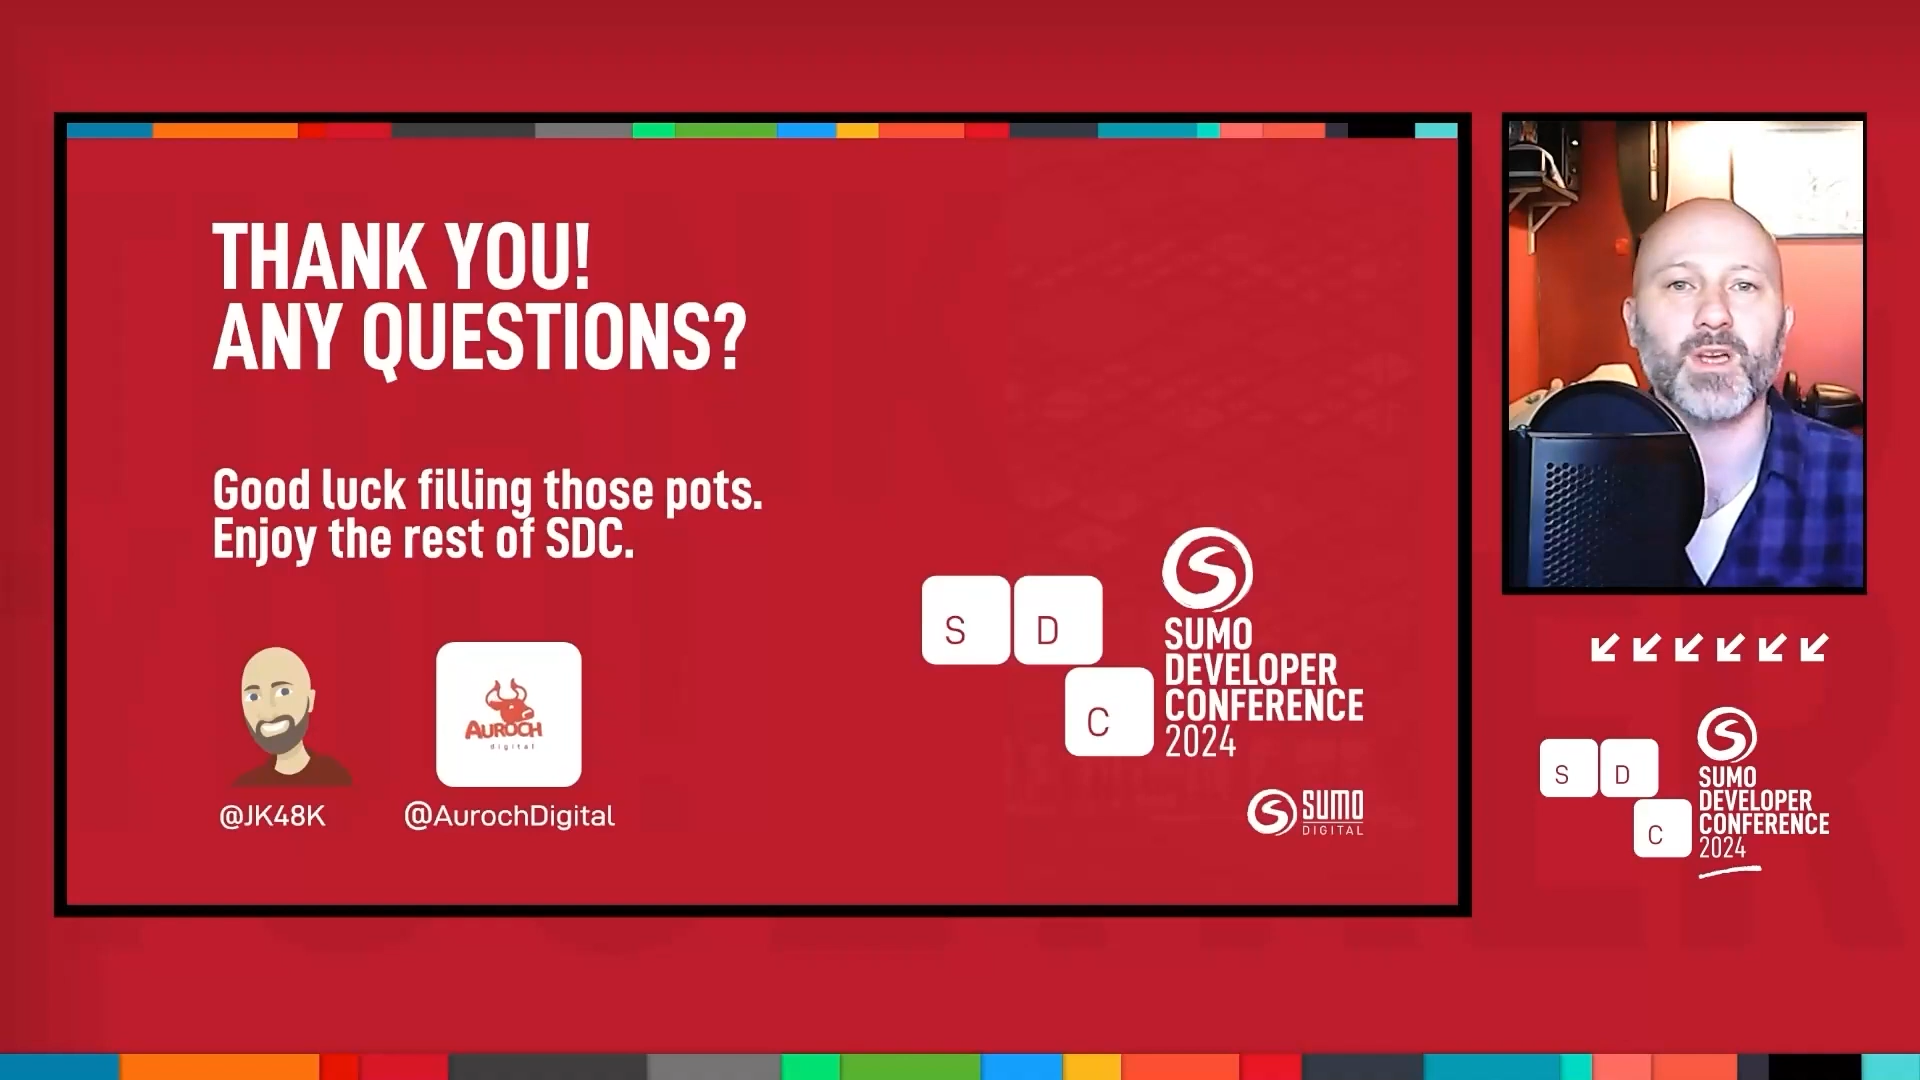 THANK YOU!
ANY QUESTIONS?
Good luck filling those pots.
Enjoy the rest of SDC.
AUROCH
digital
@JK48K
@AurochDigital
S D
C
SUMO
DEVELOPER
CONFERENCE
2024
SUMO
DIGITAL
S D
C
SUMO
DEVELOPER
CONFERENCE
2024